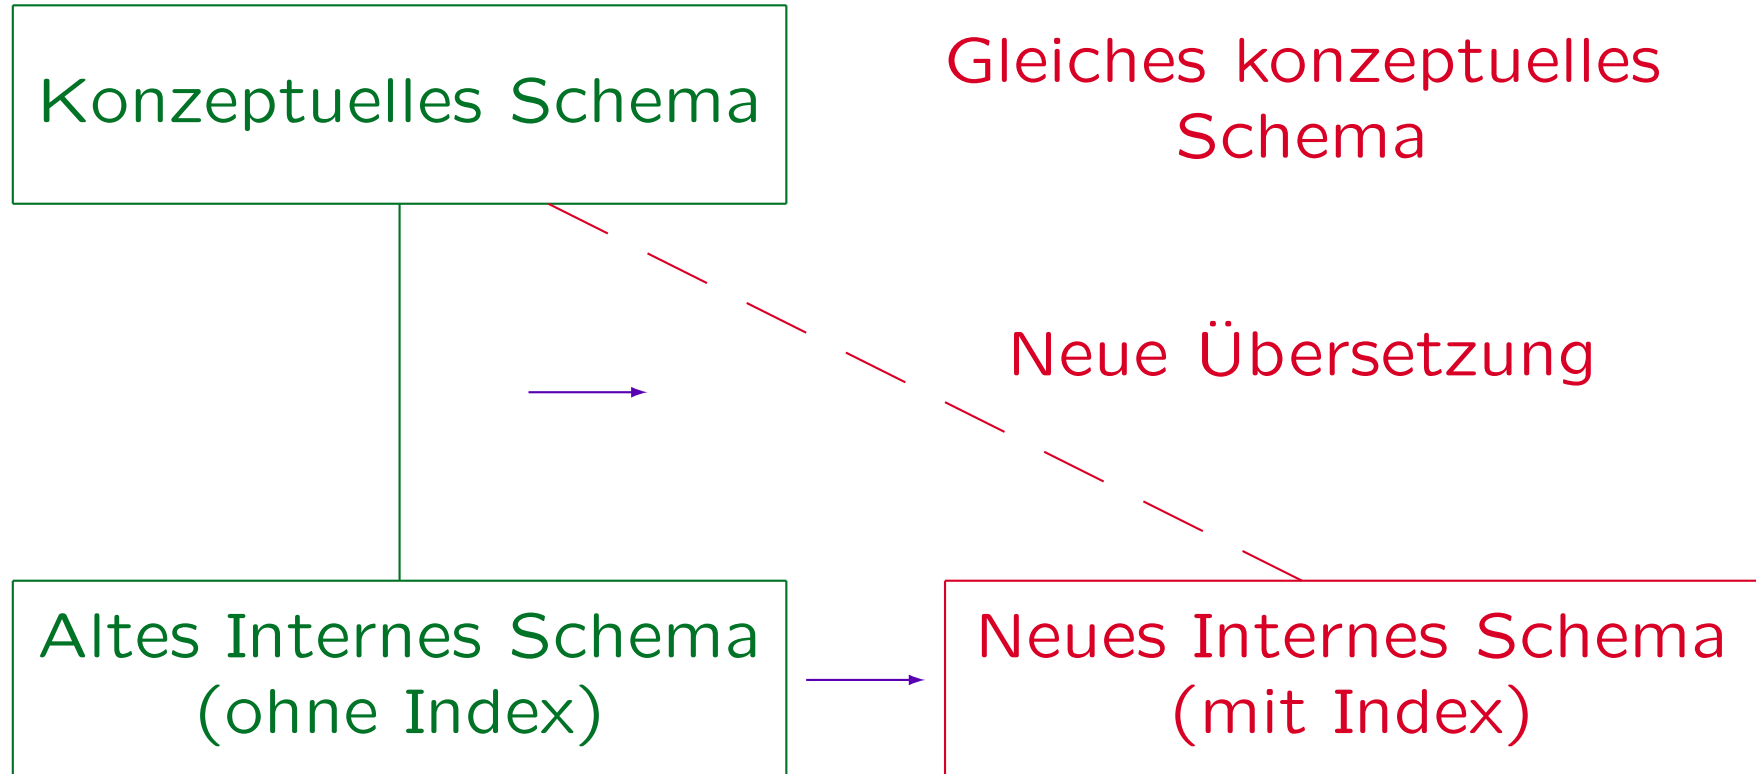 Konzeptuelles Schema
Gleiches konzeptuelles
Schema
Neue Übersetzung
Altes Internes Schema
(ohne Index)
Neues Internes Schema
(mit Index)